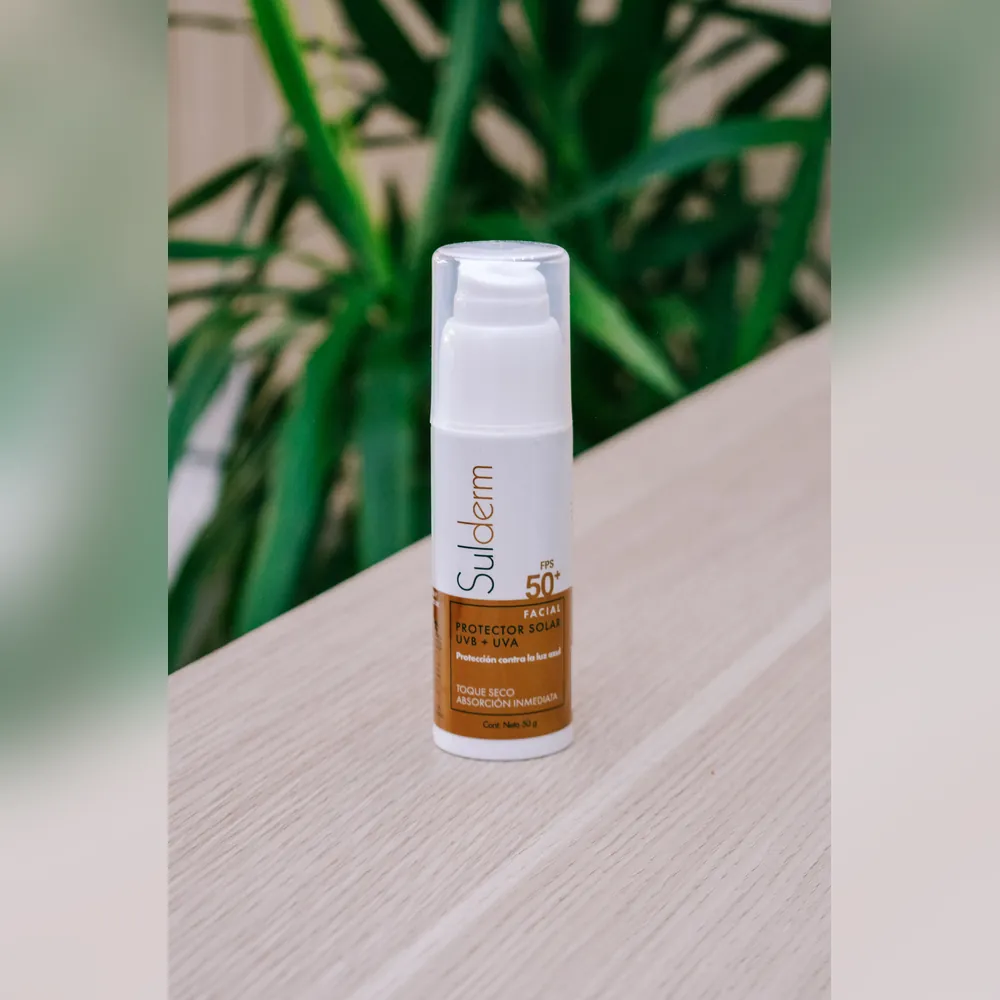 Sulderm
FPS
50+
FACIAL
PROTECTOR SOLAR
UVB + UVA
Protección contra la luz azul
TOQUE SECO
ABSORCIÓN INMEDIATA
Cont. Neto 50 g